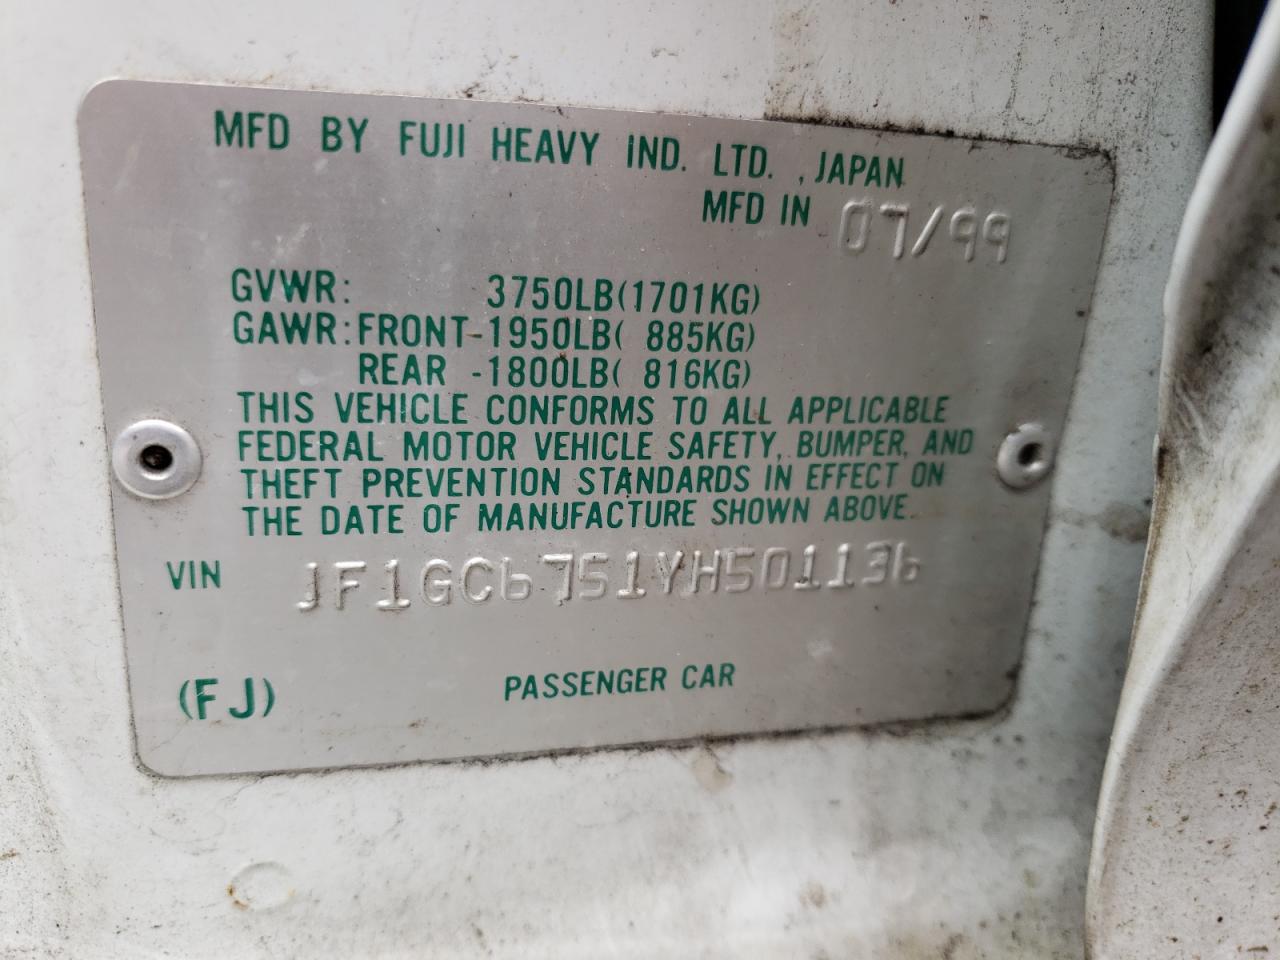 MFD BY FUJI HEAVY IND. LTD. , JAPAN
MFD IN 07/99
GVWR: 3750LB(1701KG)
GAWR: FRONT-1950LB( 885KG)
REAR -1800LB( 816KG)
THIS VEHICLE CONFORMS TO ALL APPLICABLE
FEDERAL MOTOR VEHICLE SAFETY, BUMPER, AND
THEFT PREVENTION STANDARDS IN EFFECT ON
THE DATE OF MANUFACTURE SHOWN ABOVE.
VIN JF1GC6751YH501136
(FJ) PASSENGER CAR